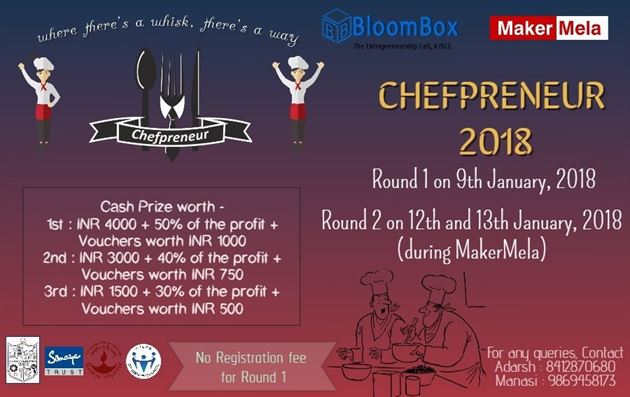 where there's a whisk, there's a way
Chefpreneur
BloomBox
The Entrepreneurship Cell, KJSCE
Maker Mela
CHEFPRENEUR
2018
Round 1 on 9th January, 2018
Round 2 on 12th and 13th January, 2018
(during MakerMela)
Cash Prize worth -
1st : INR 4000 + 50% of the profit +
Vouchers worth INR 1000
2nd : INR 3000 + 40% of the profit +
Vouchers worth INR 750
3rd : INR 1500 + 30% of the profit +
Vouchers worth INR 500
Somaiya
TRUST
No Registration fee
for Round 1
For any queries, Contact
Adarsh : 8412870680
Manasi : 9869458173